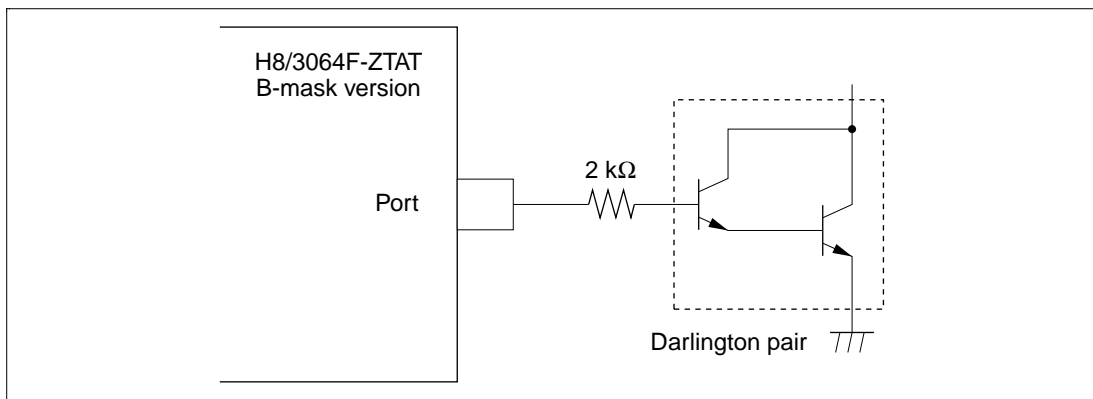 H8/3064F-ZTAT
B-mask version
Port
2 kΩ
Darlington pair